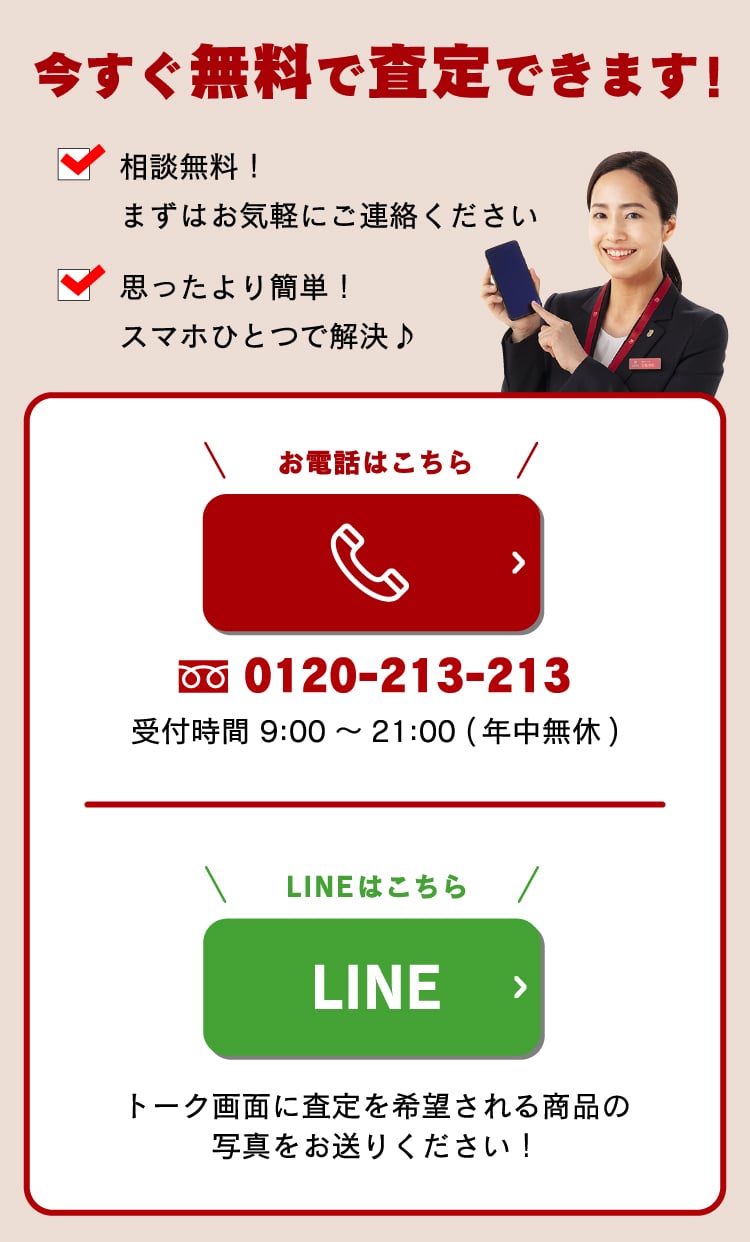 今すぐ無料で査定できます!
相談無料！
まずはお気軽にご連絡ください
思ったより簡単！
スマホひとつで解決♪
お電話はこちら
0120-213-213
受付時間 9:00 ～ 21:00 (年中無休)
LINEはこちら
LINE
トーク画面に査定を希望される商品の
写真をお送りください！